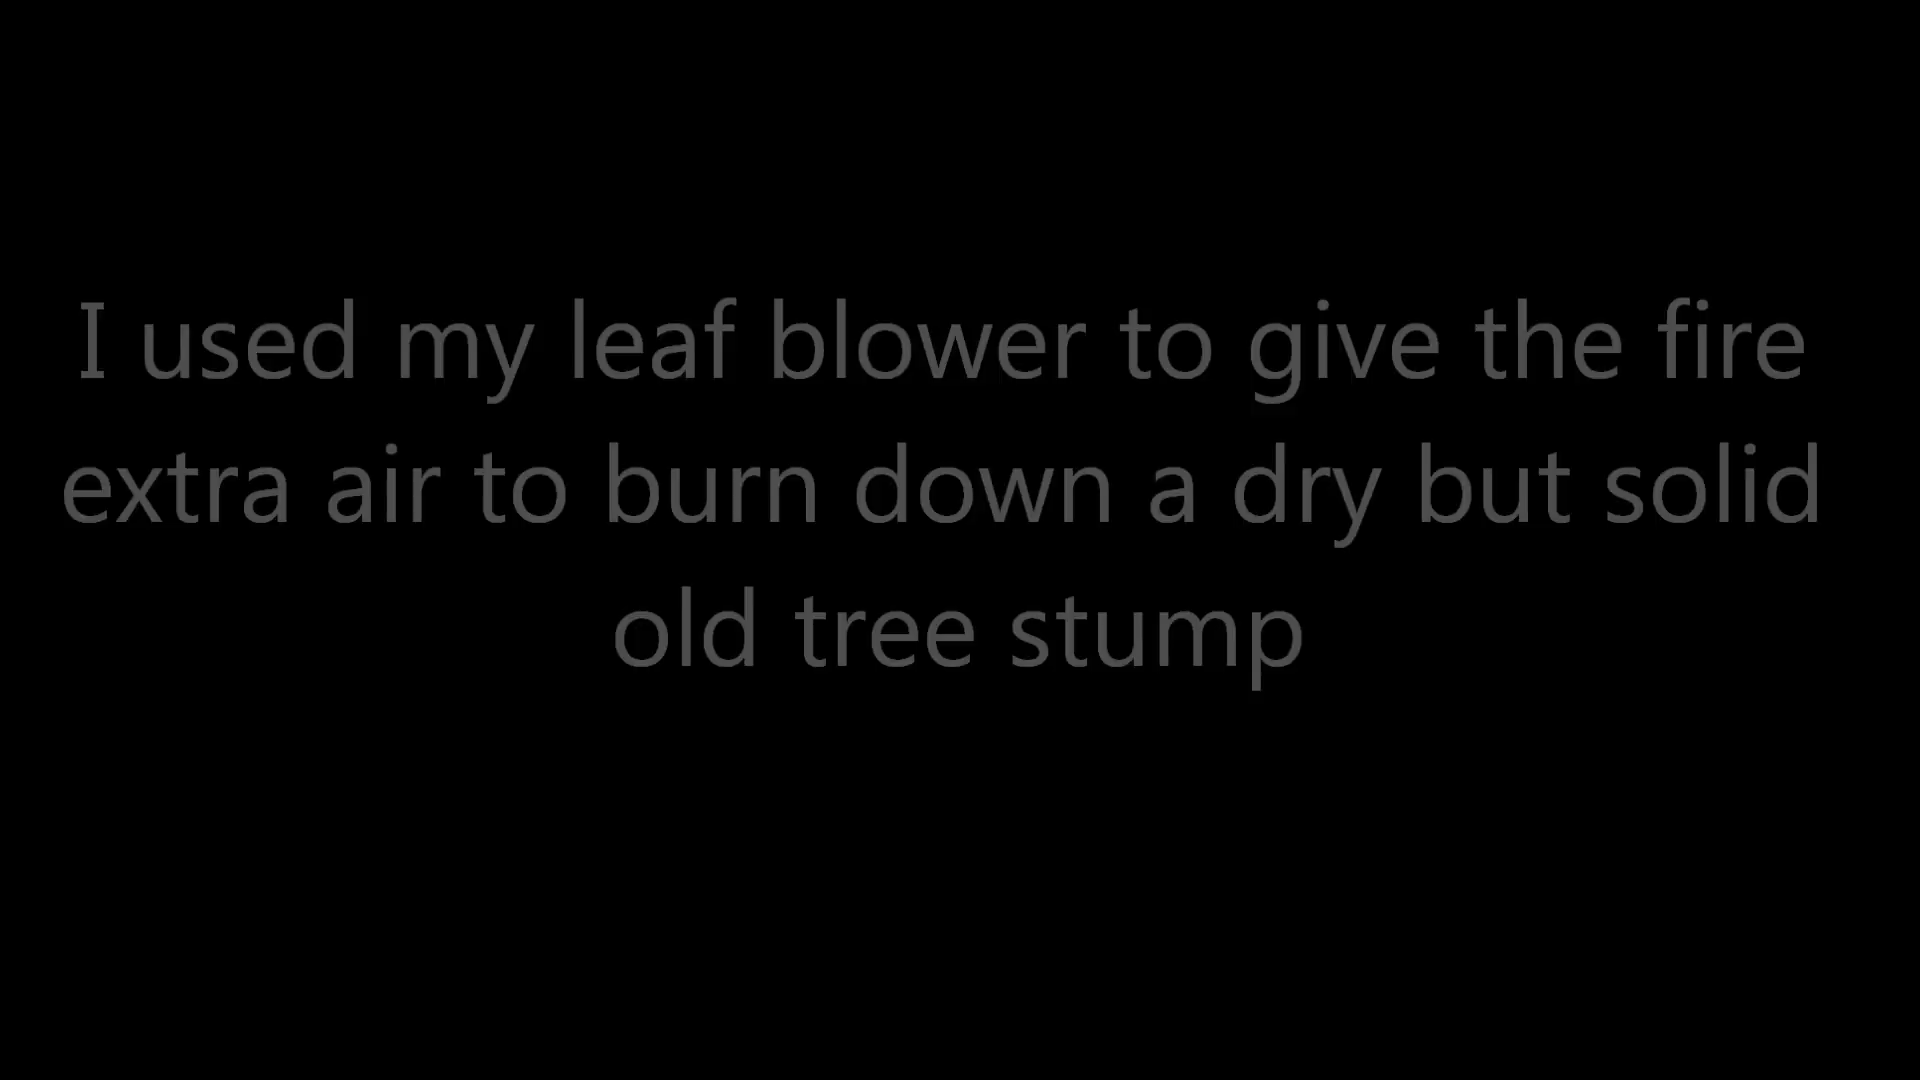 I used my leaf blower to give the fire
extra air to burn down a dry but solid
old tree stump